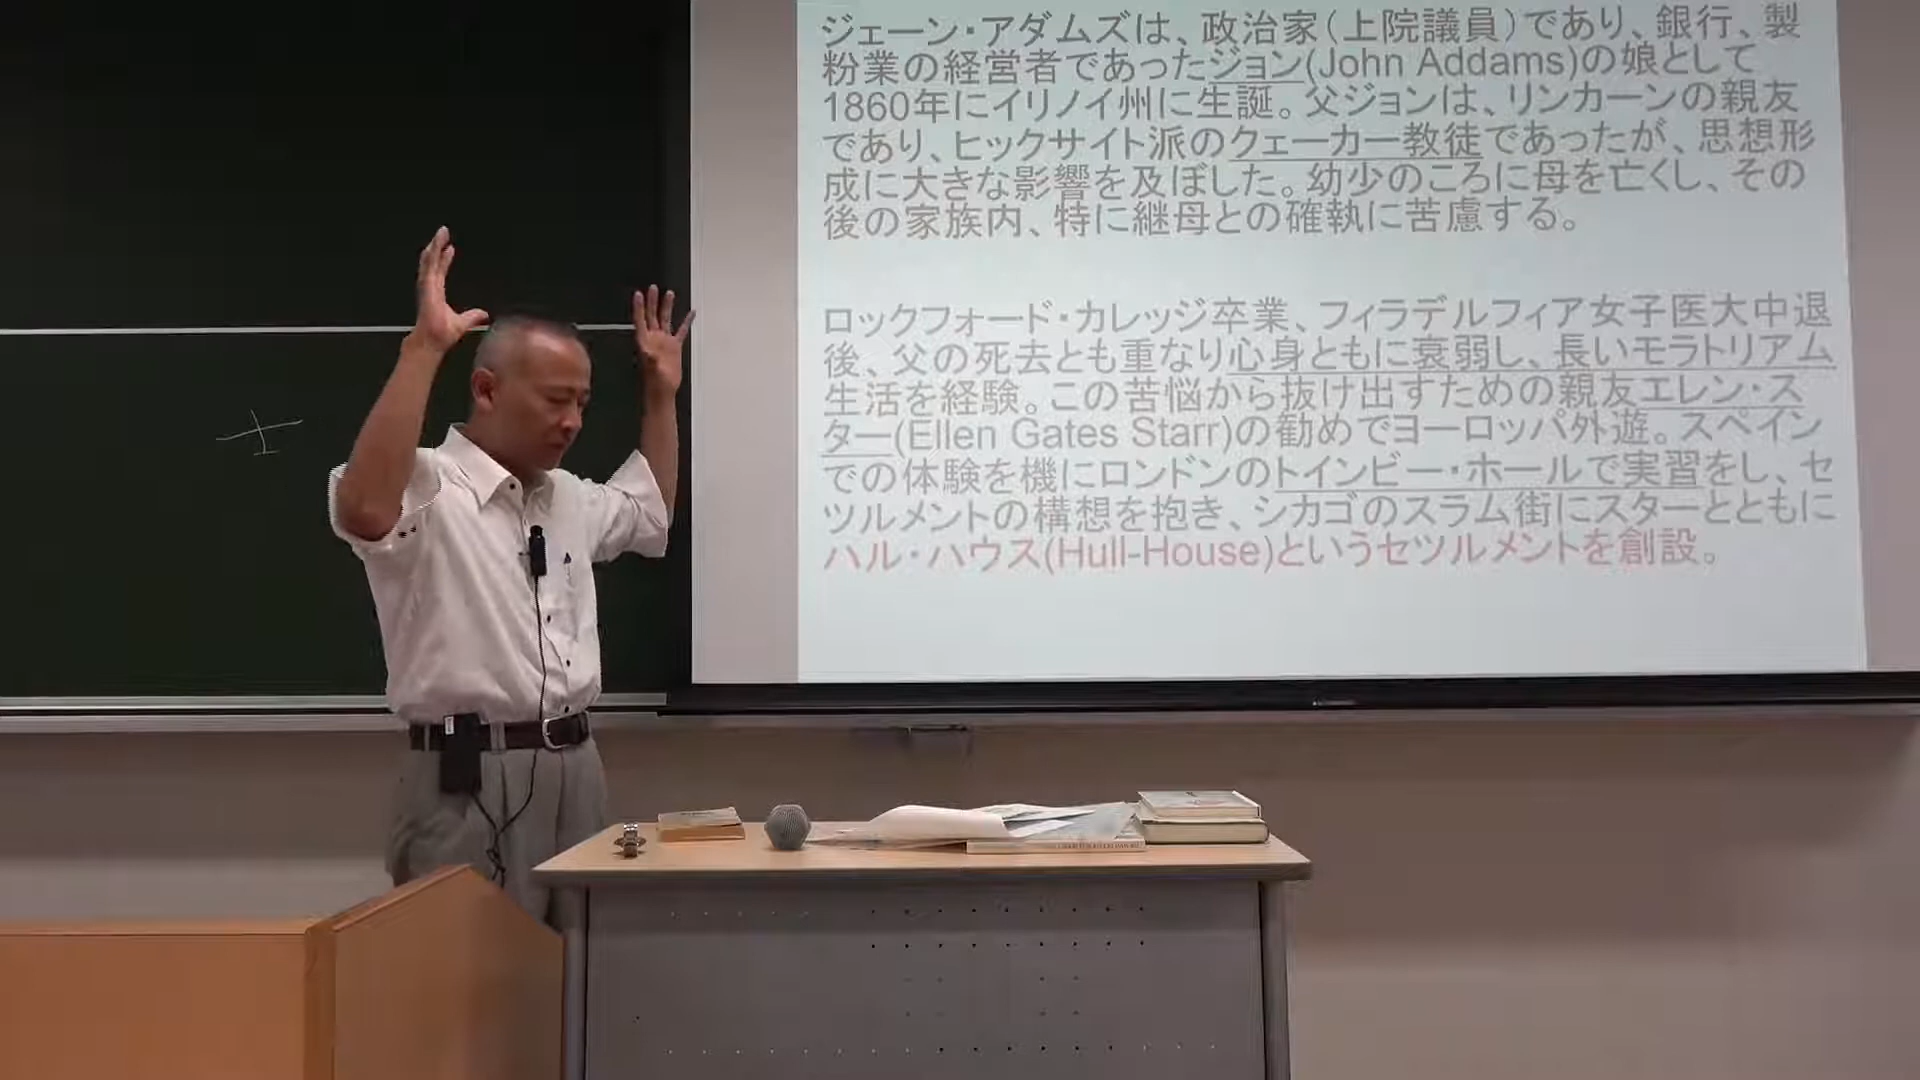 ジェーン・アダムズは、政治家(上院議員)であり、銀行、製
粉業の経営者であったジョン(John Addams)の娘として
1860年にイリノイ州に生誕。父ジョンは、リンカーンの親友
であり、ヒックサイト派のクェーカー教徒であったが、思想形
成に大きな影響を及ぼした。幼少のころに母を亡くし、その
後の家族内、特に継母との確執に苦慮する。
ロックフォード・カレッジ卒業、フィラデルフィア女子医大中退
後、父の死去とも重なり心身ともに衰弱し、長いモラトリアム
生活を経験。この苦悩から抜け出すための親友エレン・ス
ター(Ellen Gates Starr)の勧めでヨーロッパ外遊。スペイン
での体験を機にロンドンのトインビー・ホールで実習をし、セ
ツルメントの構想を抱き、シカゴのスラム街にスターとともに
ハル・ハウス(Hull-House)というセツルメントを創設。